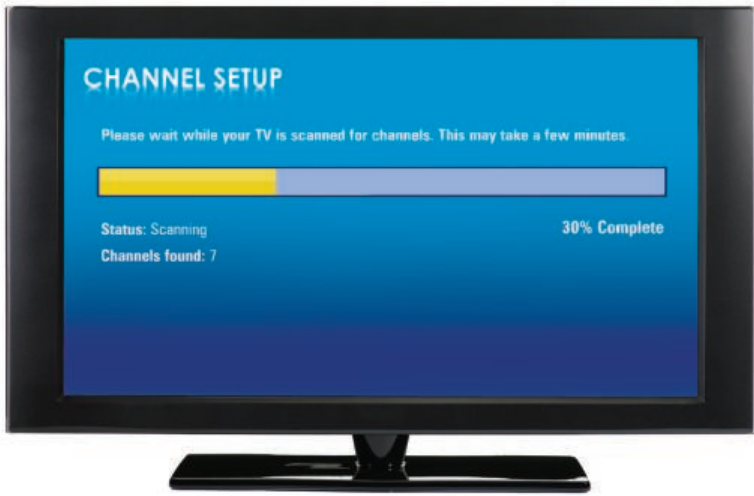 CHANNEL SETUP
Please wait while your TV is scanned for channels. This may take a few minutes.
Status: Scanning
30% Complete
Channels found: 7